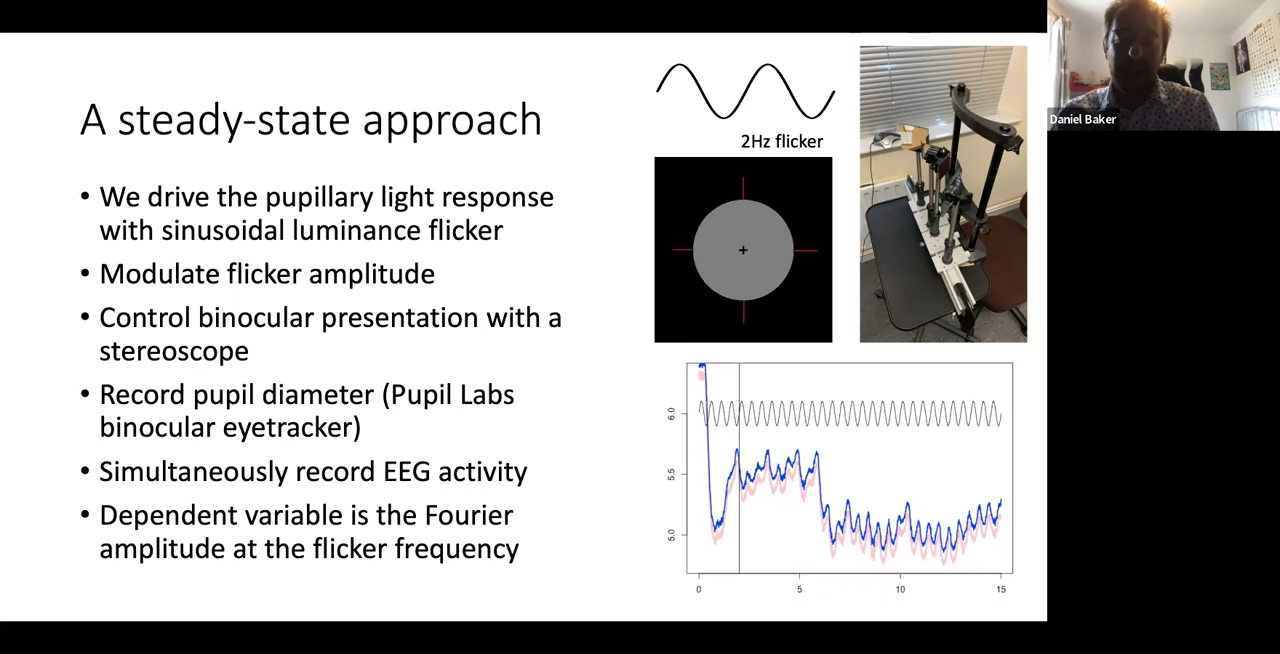 A steady-state approach
• We drive the pupillary light response
with sinusoidal luminance flicker
• Modulate flicker amplitude
• Control binocular presentation with a
stereoscope
• Record pupil diameter (Pupil Labs
binocular eyetracker)
• Simultaneously record EEG activity
• Dependent variable is the Fourier
amplitude at the flicker frequency
2Hz flicker
6.0
5.5
5.0
0 5 10 15
Daniel Baker